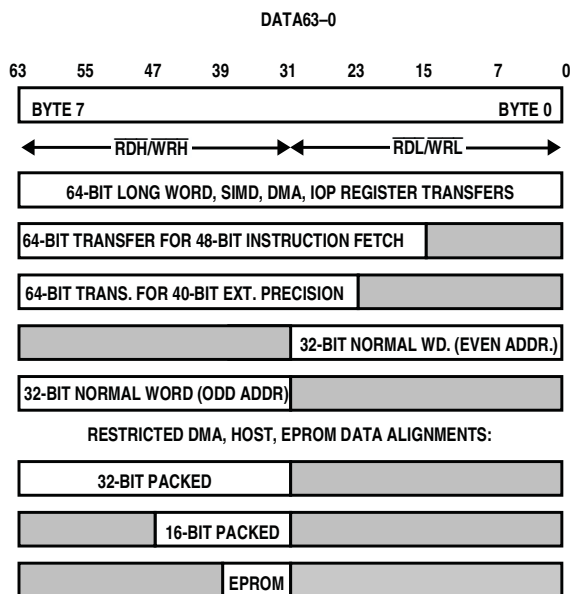 DATA63–0
63 55 47 39 31 23 15 7 0
BYTE 7 BYTE 0
RDH/WRH RDL/WRL
64-BIT LONG WORD, SIMD, DMA, IOP REGISTER TRANSFERS
64-BIT TRANSFER FOR 48-BIT INSTRUCTION FETCH
64-BIT TRANS. FOR 40-BIT EXT. PRECISION
32-BIT NORMAL WD. (EVEN ADDR.)
32-BIT NORMAL WORD (ODD ADDR)
RESTRICTED DMA, HOST, EPROM DATA ALIGNMENTS:
32-BIT PACKED
16-BIT PACKED
EPROM